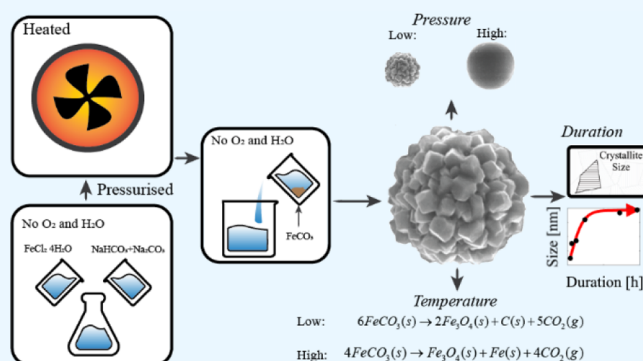 Heated
Pressurised
No O₂ and H₂O
FeCl₂ 4H₂O
NaHCO₃+Na₂CO₃
No O₂ and H₂O
FeCO₃
Pressure
Low:
High:
Duration
Crystallite
Size
Size [nm]
Duration [h]
Temperature
Low: 6FeCO₃(s) → 2Fe₃O₄(s) + C(s) + 5CO₂(g)
High: 4FeCO₃(s) → Fe₃O₄(s) + Fe(s) + 4CO₂(g)